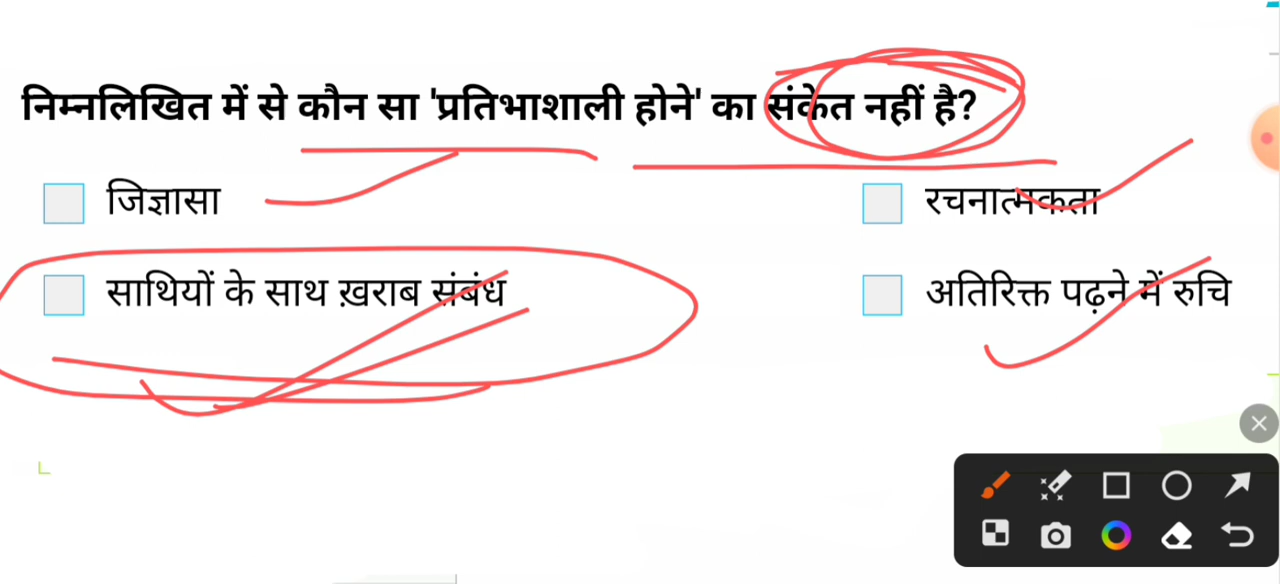 निम्नलिखित में से कौन सा 'प्रतिभाशाली होने' का संकेत नहीं है?
जिज्ञासा
रचनात्मकता
साथियों के साथ ख़राब संबंध
अतिरिक्त पढ़ने में रुचि